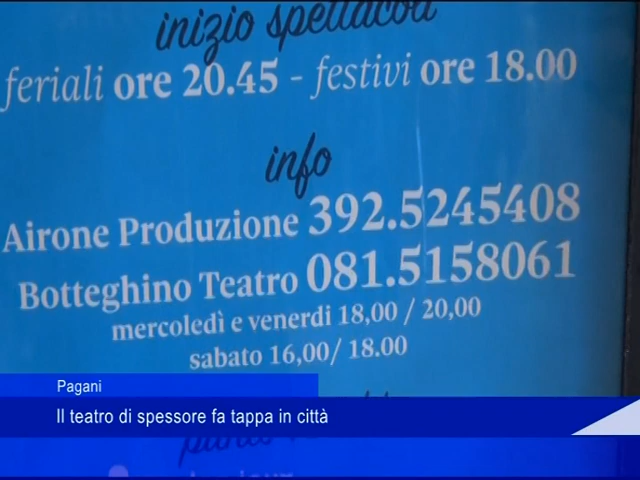 inizio spettacoli
feriali ore 20.45 - festivi ore 18.00
info
Airone Produzione 392.5245408
Botteghino Teatro 081.5158061
mercoledì e venerdi 18,00 / 20,00
sabato 16,00/ 18.00
Pagani
Il teatro di spessore fa tappa in città